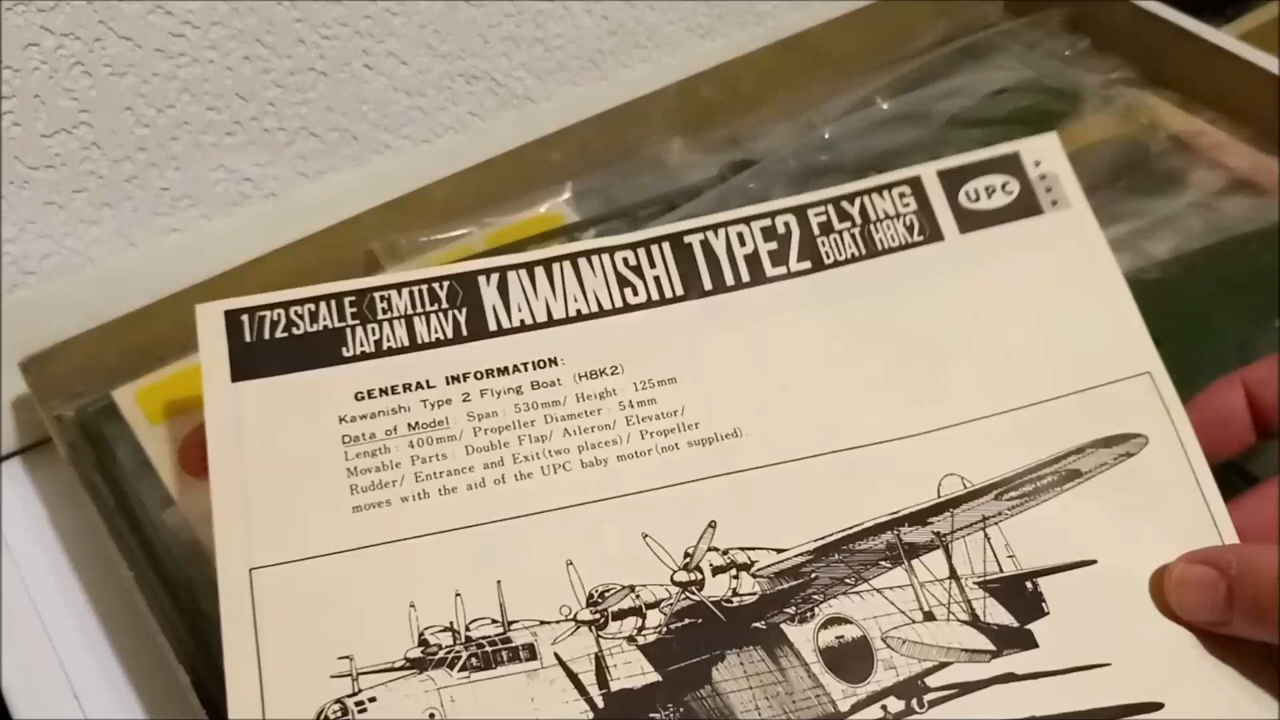 1/72 SCALE〈EMILY〉
JAPAN NAVY
KAWANISHI TYPE2
FLYING
BOAT(H8K2)
UPC
GENERAL INFORMATION:
Kawanishi Type 2 Flying Boat (H8K2)
Data of Model : Span : 530mm/ Height : 125mm
Length : 400mm/ Propeller Diameter : 54mm
Movable Parts : Double Flap/ Aileron/ Elevator/
Rudder/ Entrance and Exit(two places)/ Propeller
moves with the aid of the UPC baby motor(not supplied).